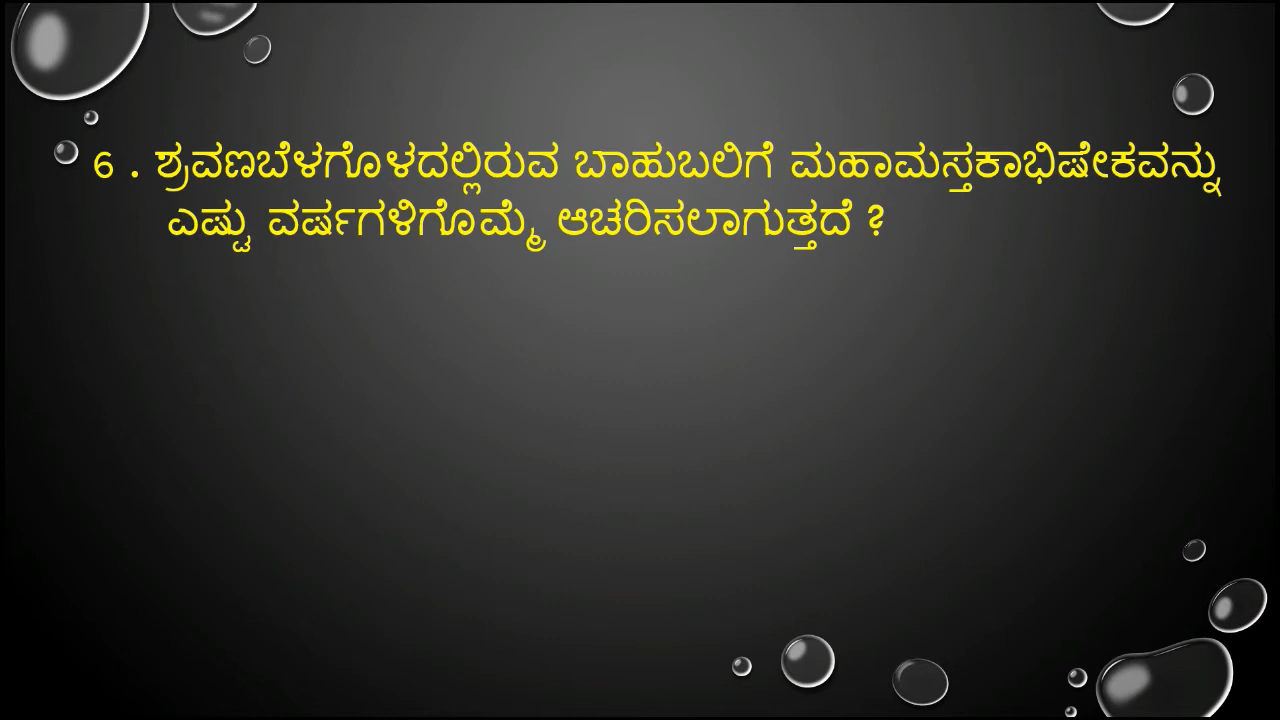 6 . ಶ್ರವಣಬೆಳಗೊಳದಲ್ಲಿರುವ ಬಾಹುಬಲಿಗೆ ಮಹಾಮಸ್ತಕಾಭಿಷೇಕವನ್ನು
ಎಷ್ಟು ವರ್ಷಗಳಿಗೊಮ್ಮೆ ಆಚರಿಸಲಾಗುತ್ತದೆ ?